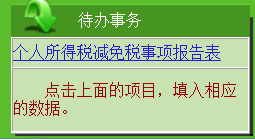 待办事务
个人所得税减免税事项报告表
点击上面的项目，填入相应
的数据。